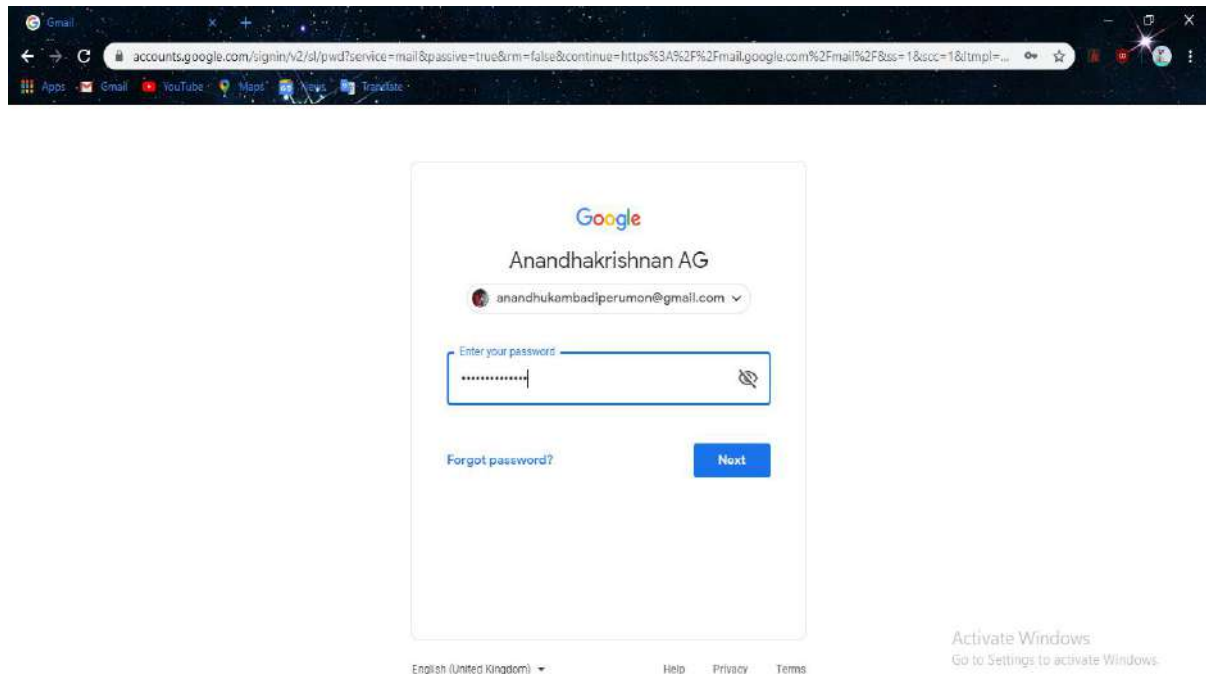 Gmail
accounts.google.com/signin/v2/sl/pwd?service=mail&passive=true&rm=false&continue=https%3A%2F%2Fmail.google.com%2Fmail%2F&ss=1&scc=1&ltmpl=...
Apps Gmail YouTube Maps News Translate
Google
Anandhakrishnan AG
anandhukambadiperumon@gmail.com
Enter your password
••••••••••••••
Forgot password? Next
Activate Windows
Go to Settings to activate Windows.
English (United Kingdom) Help Privacy Terms